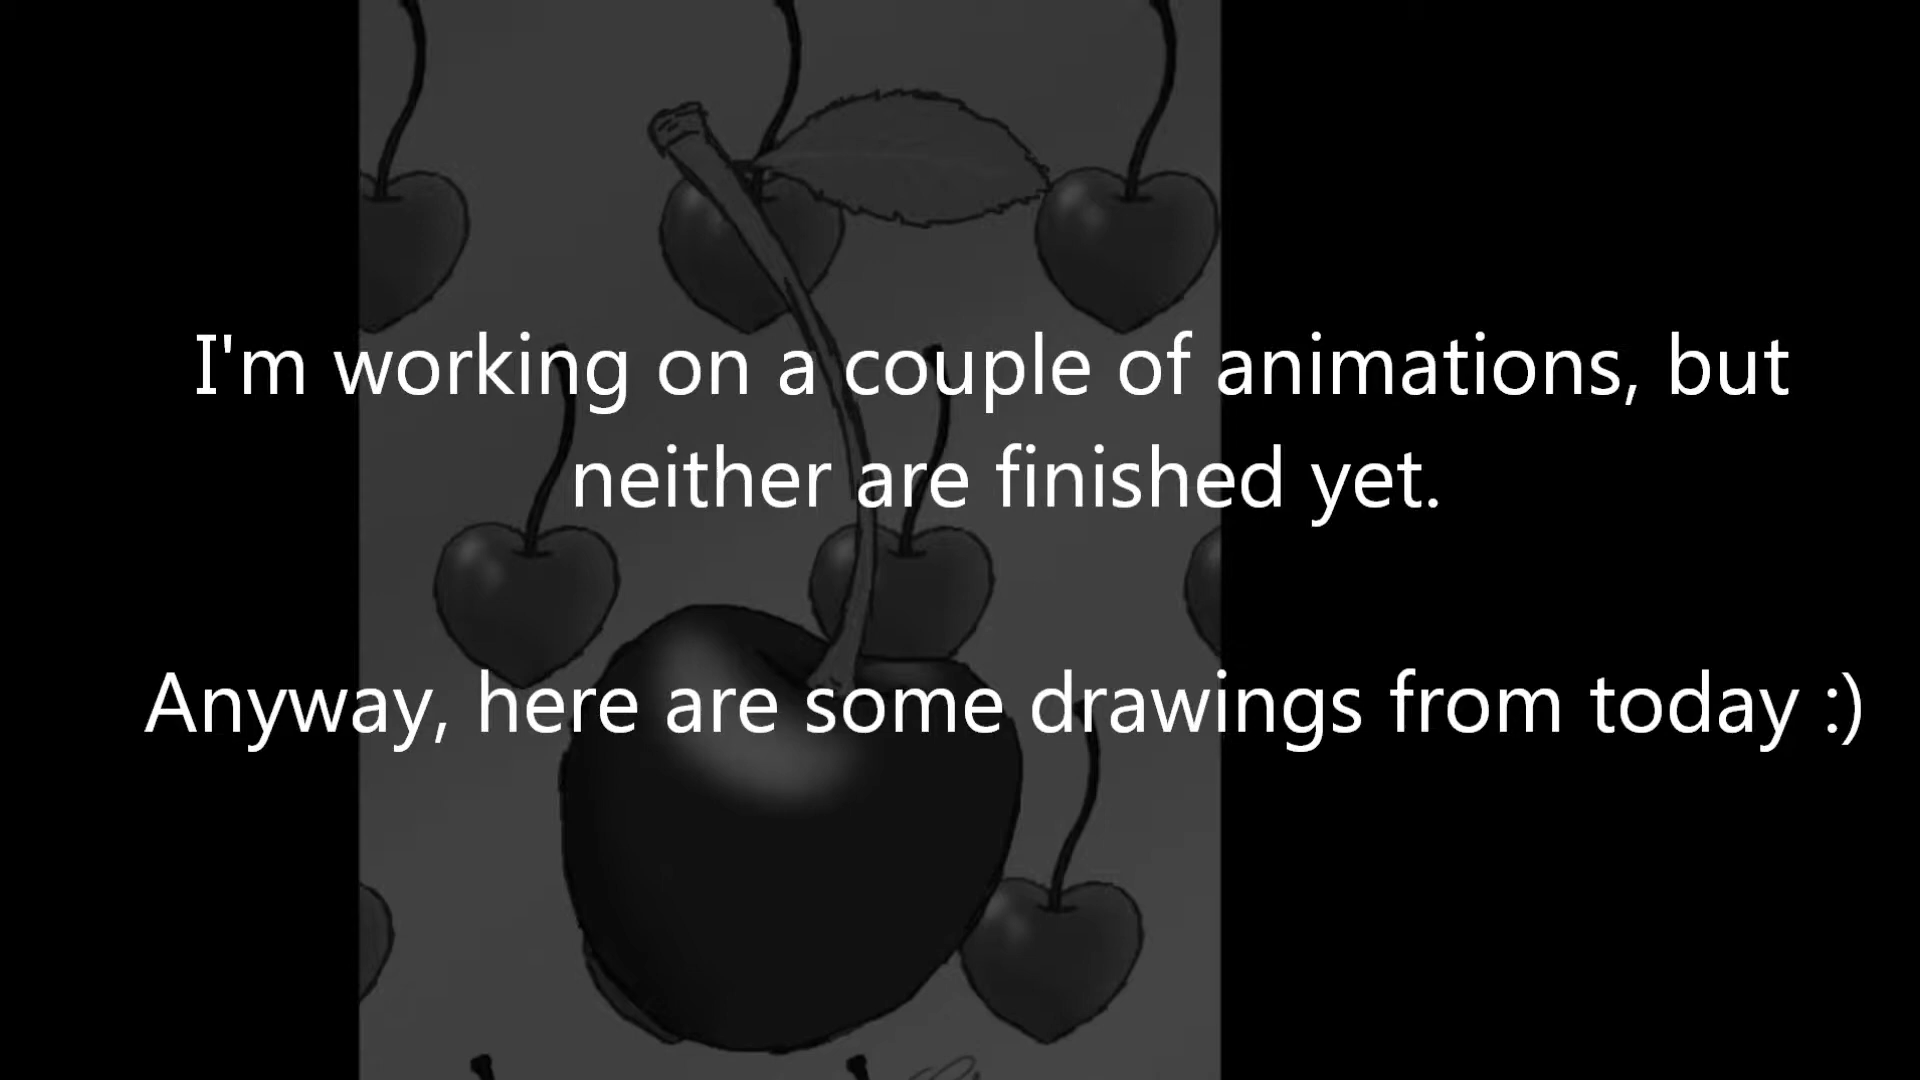 I'm working on a couple of animations, but
neither are finished yet.
Anyway, here are some drawings from today :)